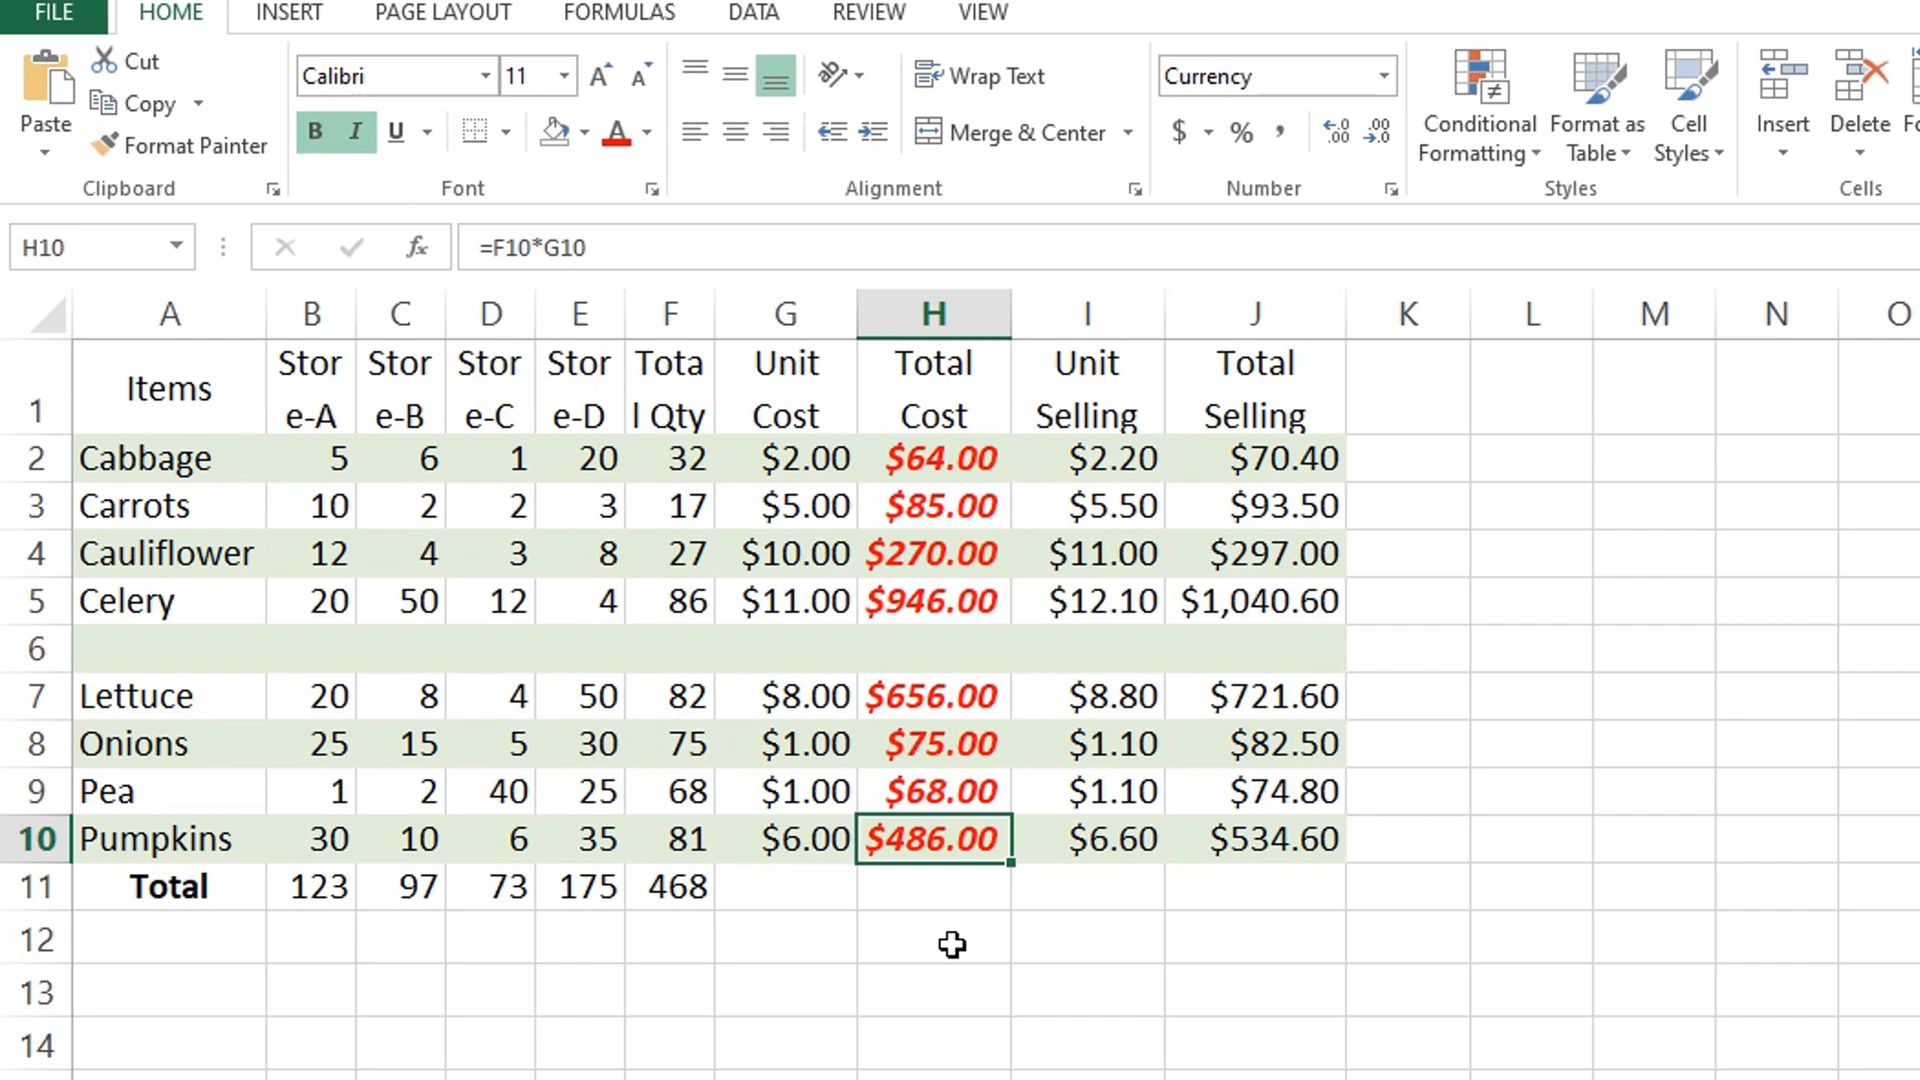 FILE HOME INSERT PAGE LAYOUT FORMULAS DATA REVIEW VIEW
Cut
Copy
Format Painter
Paste
Clipboard
Calibri 11
B I U A
Font
Wrap Text
Merge & Center
Alignment
Currency
$ % , .00
Number
Conditional Formatting
Format as Table
Cell Styles
Styles
Insert
Delete
Cells
H10 fx =F10*G10
A B C D E F G H I J K L M N O
1 Items Stor e-A Stor e-B Stor e-C Stor e-D Tota l Qty Unit Cost Total Cost Unit Selling Total Selling
2 Cabbage 5 6 1 20 32 $2.00 $64.00 $2.20 $70.40
3 Carrots 10 2 2 3 17 $5.00 $85.00 $5.50 $93.50
4 Cauliflower 12 4 3 8 27 $10.00 $270.00 $11.00 $297.00
5 Celery 20 50 12 4 86 $11.00 $946.00 $12.10 $1,040.60
6
7 Lettuce 20 8 4 50 82 $8.00 $656.00 $8.80 $721.60
8 Onions 25 15 5 30 75 $1.00 $75.00 $1.10 $82.50
9 Pea 1 2 40 25 68 $1.00 $68.00 $1.10 $74.80
10 Pumpkins 30 10 6 35 81 $6.00 $486.00 $6.60 $534.60
11 Total 123 97 73 175 468
12
13
14